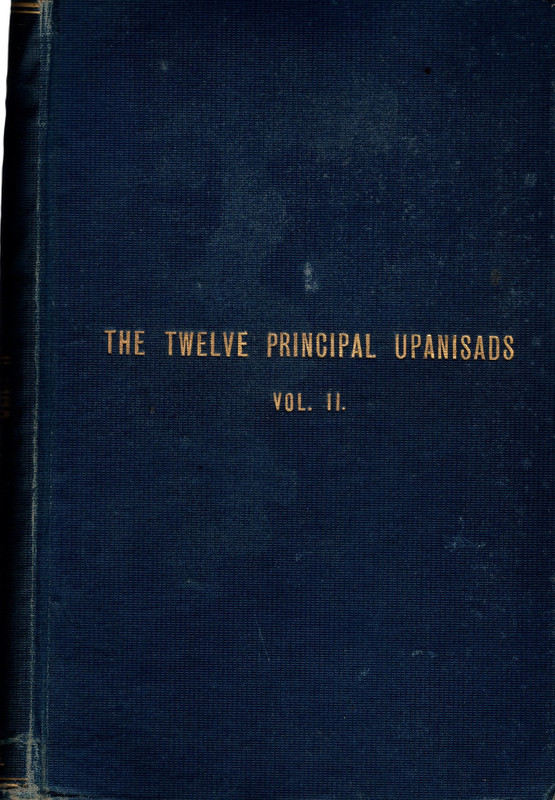 THE TWELVE PRINCIPAL UPANISADS
VOL. II.